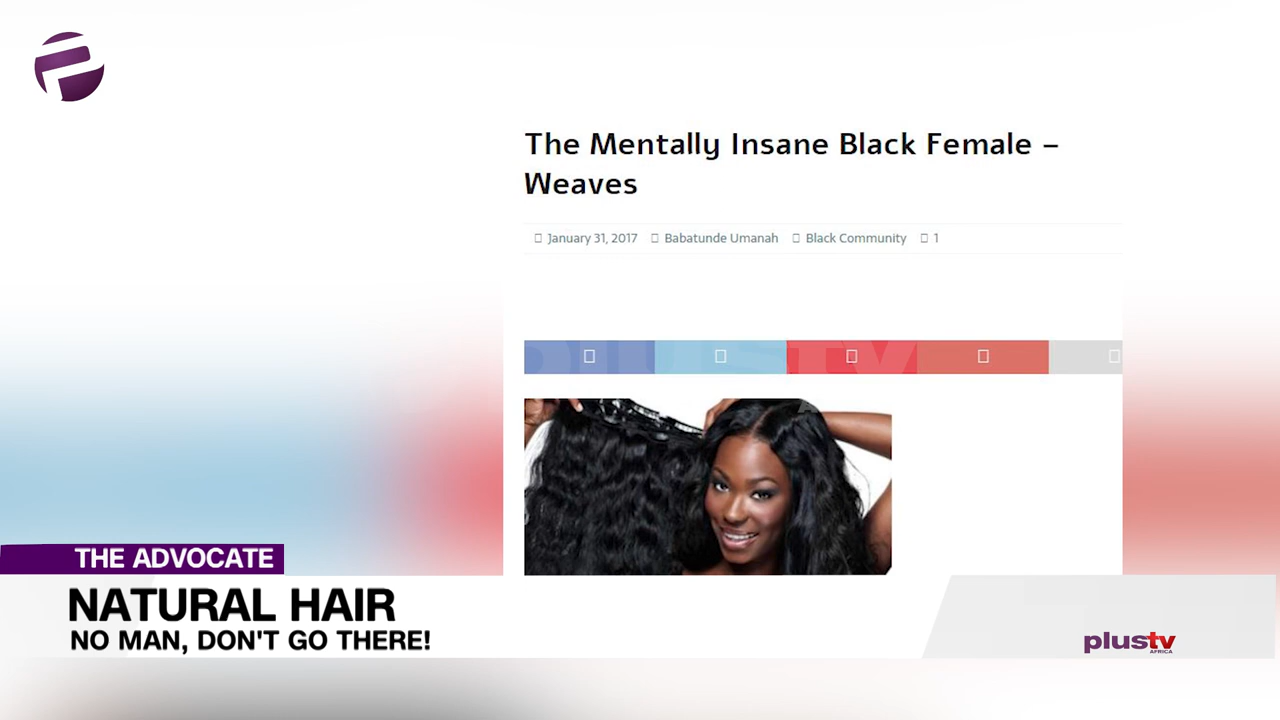 The Mentally Insane Black Female –
Weaves
January 31, 2017 Babatunde Umanah Black Community 1
plustv
THE ADVOCATE
NATURAL HAIR
NO MAN, DON'T GO THERE!
plustv
AFRICA